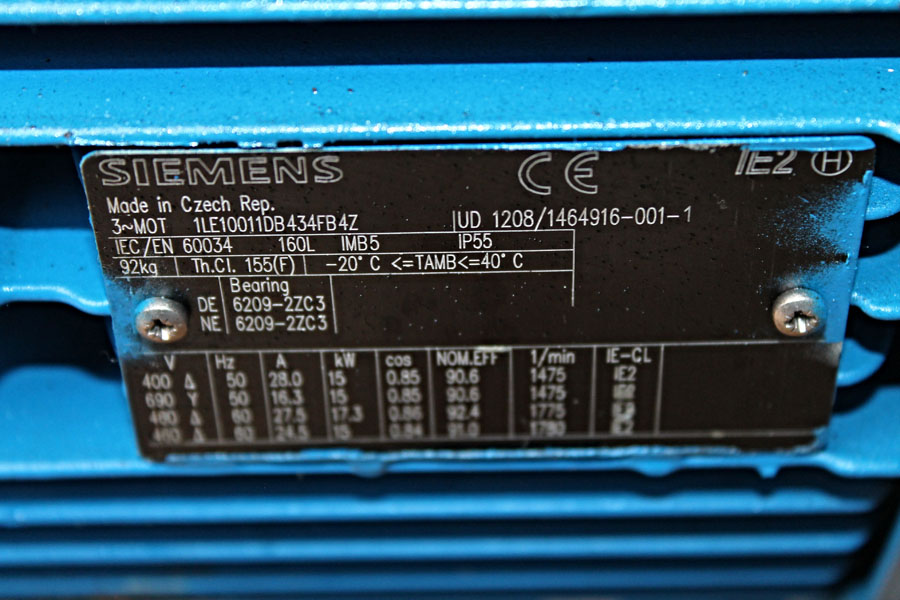 SIEMENS CE IE2 H
Made in Czech Rep.
3~MOT 1LE10011DB434FB4Z UD 1208/1464916-001-1
IEC/EN 60034 160L IMB5 IP55
92kg Th.Cl. 155(F) -20°C <=TAMB<=40°C
Bearing
DE 6209-2ZC3
NE 6209-2ZC3
V Hz A kW cos NOM.EFF 1/min IE-CL
400 Δ 50 28.0 15 0.85 90.6 1475 IE2
690 Y 50 16.3 15 0.85 90.6 1475
460 Δ 60 27.5 17.3 0.86 92.4 1775
460 Δ 60 24.5 15 0.84 91.0 1780